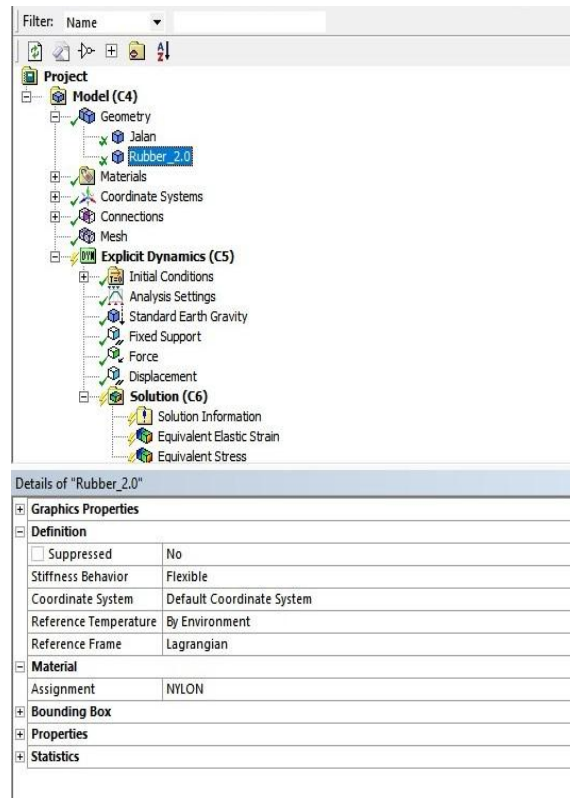 Filter: Name
Project
Model (C4)
Geometry
Jalan
Rubber_2.0
Materials
Coordinate Systems
Connections
Mesh
Explicit Dynamics (C5)
Initial Conditions
Analysis Settings
Standard Earth Gravity
Fixed Support
Force
Displacement
Solution (C6)
Solution Information
Equivalent Elastic Strain
Equivalent Stress
Details of "Rubber_2.0"
Graphics Properties
Definition
Suppressed No
Stiffness Behavior Flexible
Coordinate System Default Coordinate System
Reference Temperature By Environment
Reference Frame Lagrangian
Material
Assignment NYLON
Bounding Box
Properties
Statistics